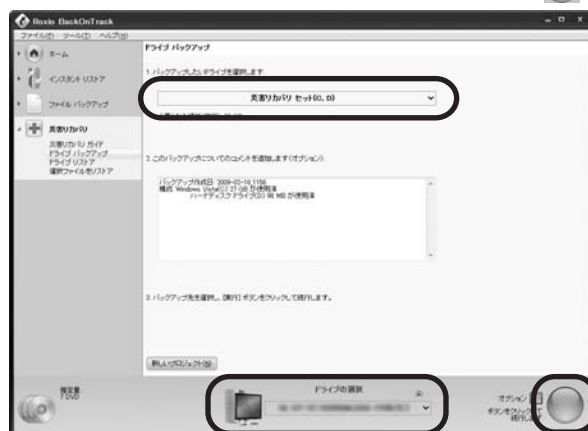 Roxio BackOnTrack
ファイル(F) ツール(T) ヘルプ(H)
ホーム
インスタント リストア
ファイル バックアップ
災害リカバリ
災害リカバリ ガイド
ドライブ バックアップ
ドライブ リストア
選択ファイルをリストア
ドライブ バックアップ
1. バックアップしたいドライブを選択します
災害リカバリ セット(C, D)
2. このバックアップについてのコメントを追加します(オプション)
バックアップ作成日 2009-02-18 1156
構成 Windows Vista(C) 27 GB が使用済
ハードディスク ドライブ(D) 98 MB が使用済
3. バックアップ先を選択し、[実行] ボタンをクリックして続行します。
新しいプロジェクト(N)
推定量
1 DVD
ドライブの選択
オプション
ボタンをクリックして
続行します